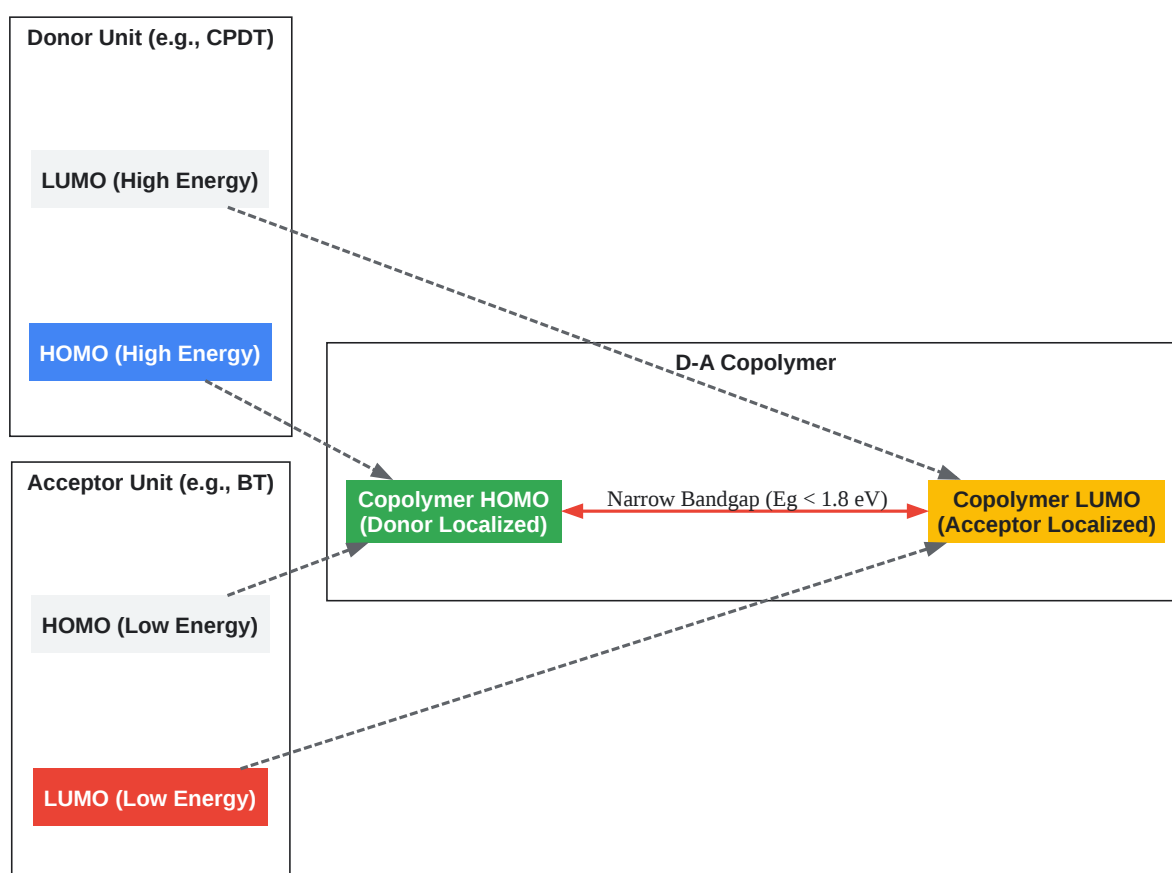 Donor Unit (e.g., CPDT)
LUMO (High Energy)
HOMO (High Energy)
D-A Copolymer
Acceptor Unit (e.g., BT)
Copolymer HOMO
(Donor Localized)
Narrow Bandgap (Eg < 1.8 eV)
Copolymer LUMO
(Acceptor Localized)
HOMO (Low Energy)
LUMO (Low Energy)